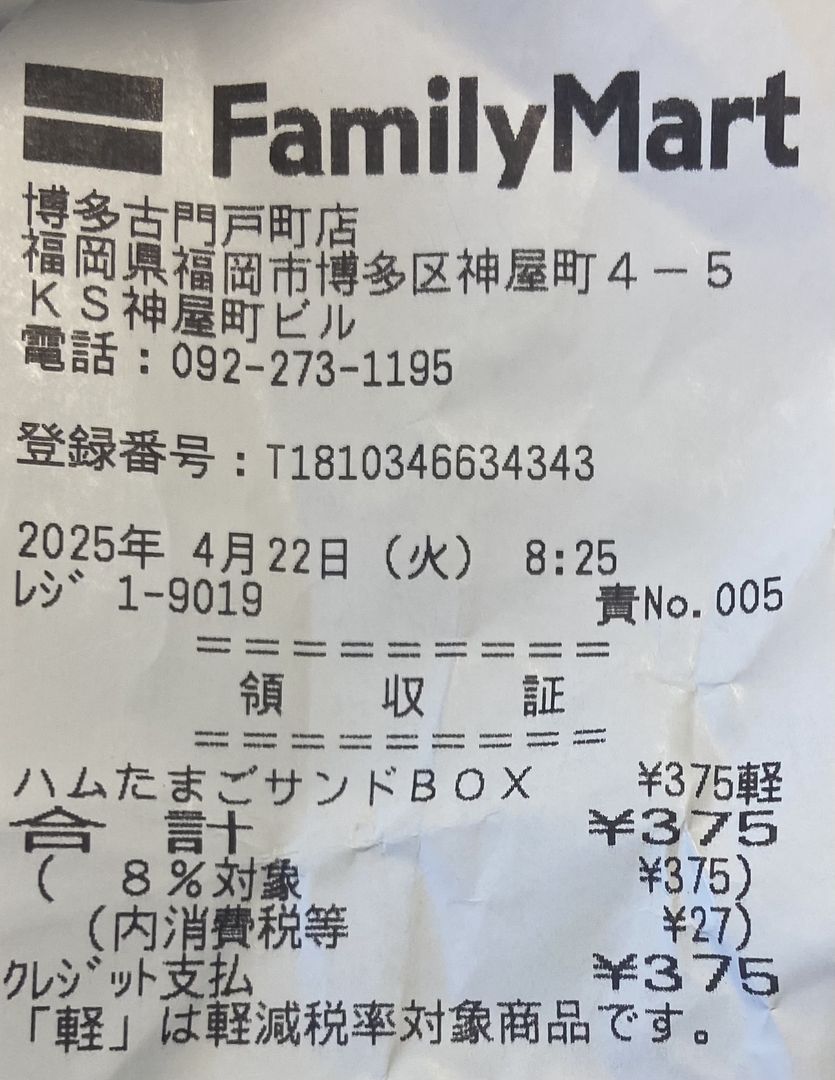 FamilyMart
博多古門戸町店
福岡県福岡市博多区神屋町4-5
KS神屋町ビル
電話：092-273-1195
登録番号：T1810346634343
2025年 4月22日（火） 8:25
レジ 1-9019 責No.005
=========
領 収 証
=========
ハムたまごサンドBOX ¥375軽
合 計 ¥375
( 8%対象 ¥375)
(内消費税等 ¥27)
クレジット支払 ¥375
「軽」は軽減税率対象商品です。